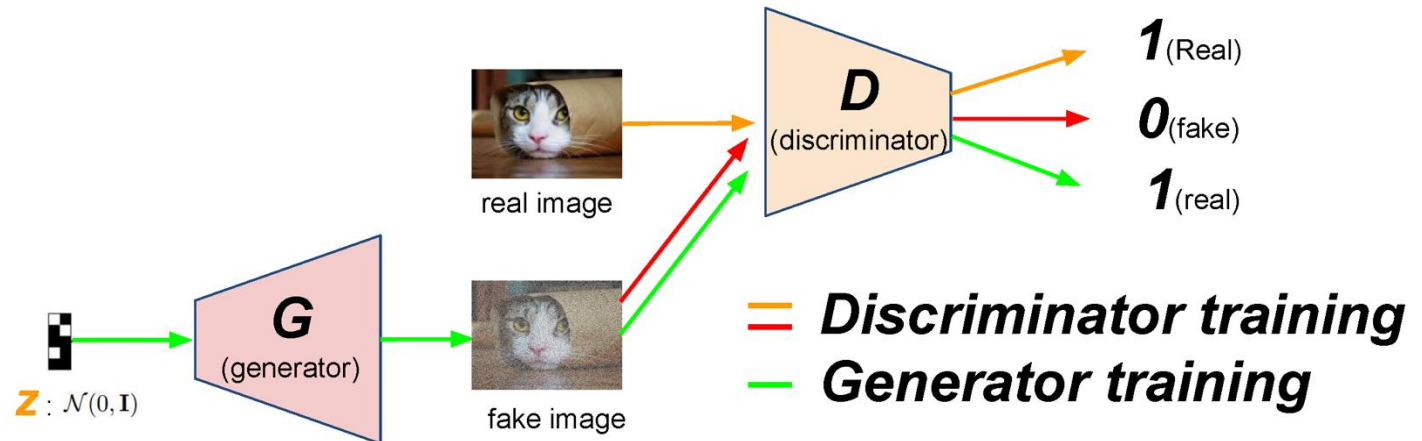 1(Real)
D
(discriminator)
0(fake)
1(real)
real image
G
(generator)
z : N(0, I)
fake image
Discriminator training
Generator training